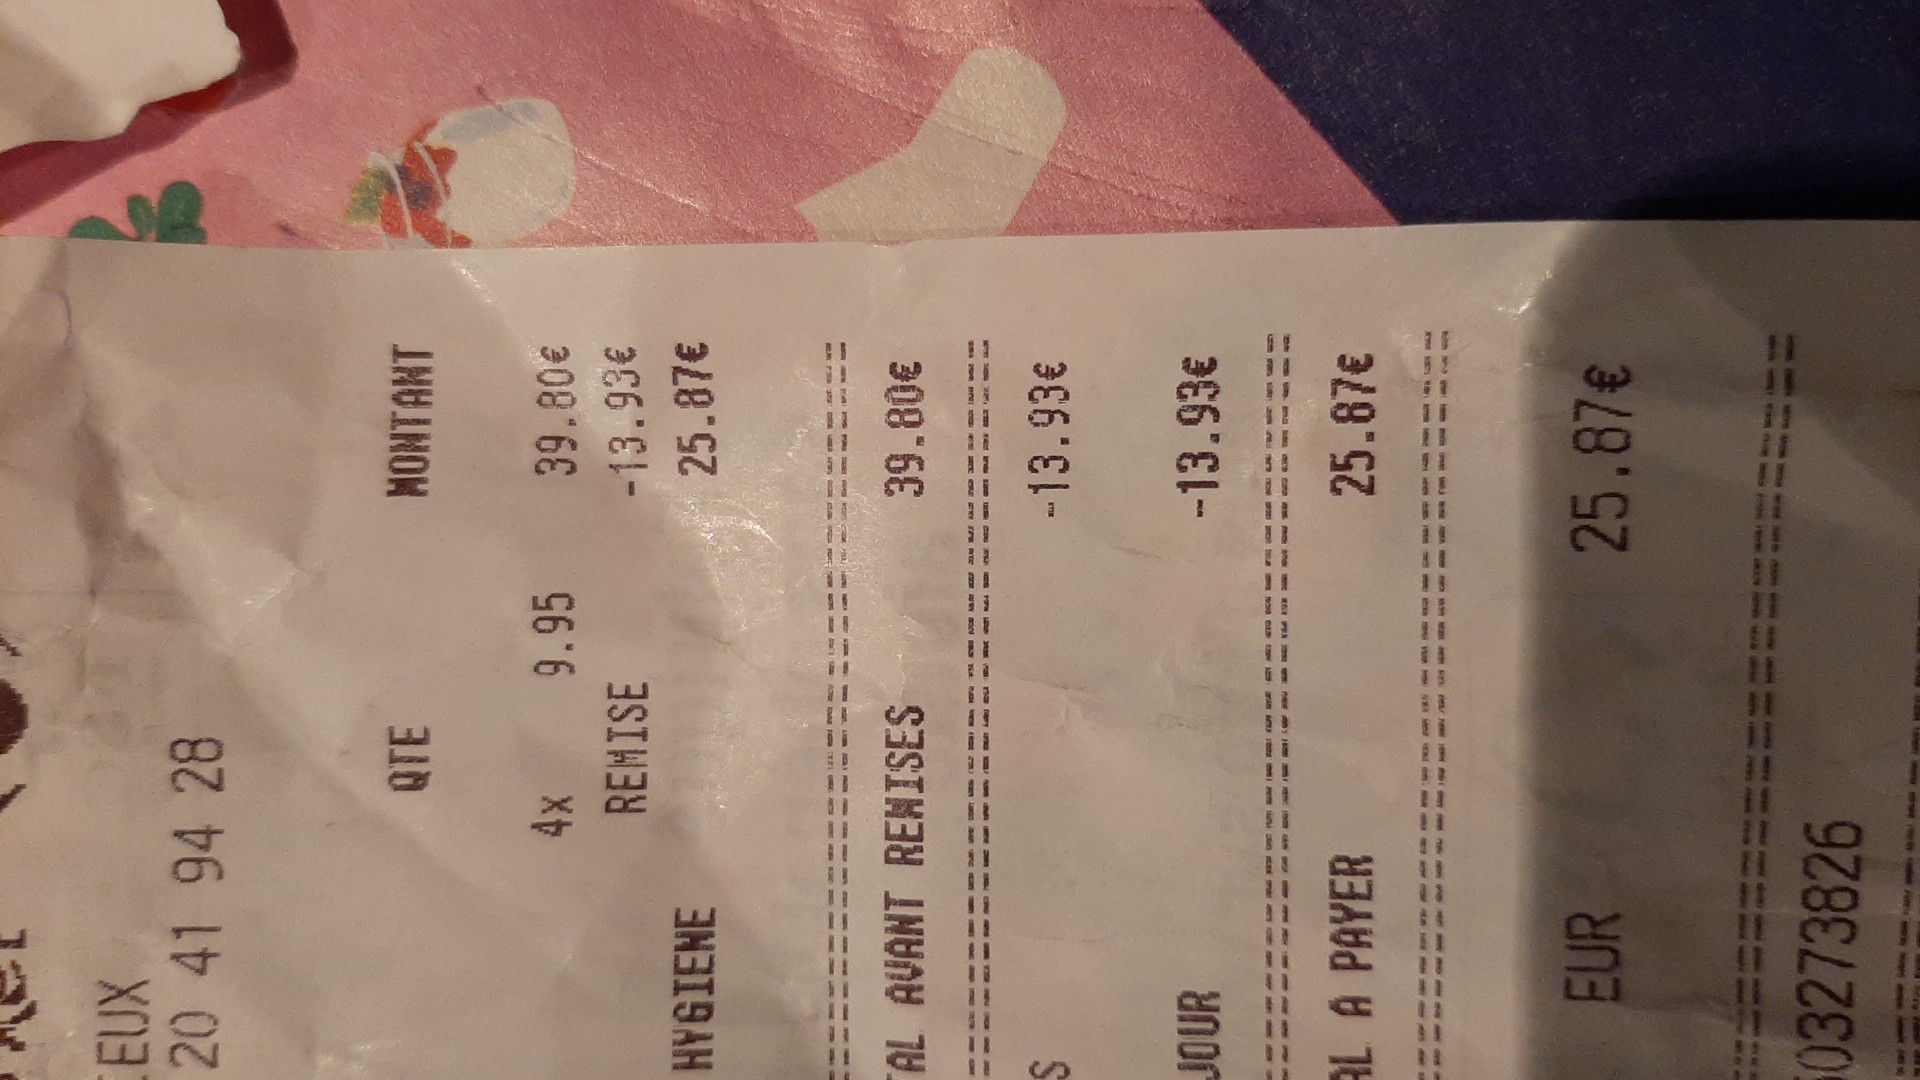 EUX
20 41 94 28
QTE MONTANT
4x 9.95 39.80€
REMISE -13.93€
HYGIENE 25.87€
TAL AVANT REMISES 39.80€
S -13.93€
JOUR -13.93€
AL A PAYER 25.87€
EUR 25.87€
03273826